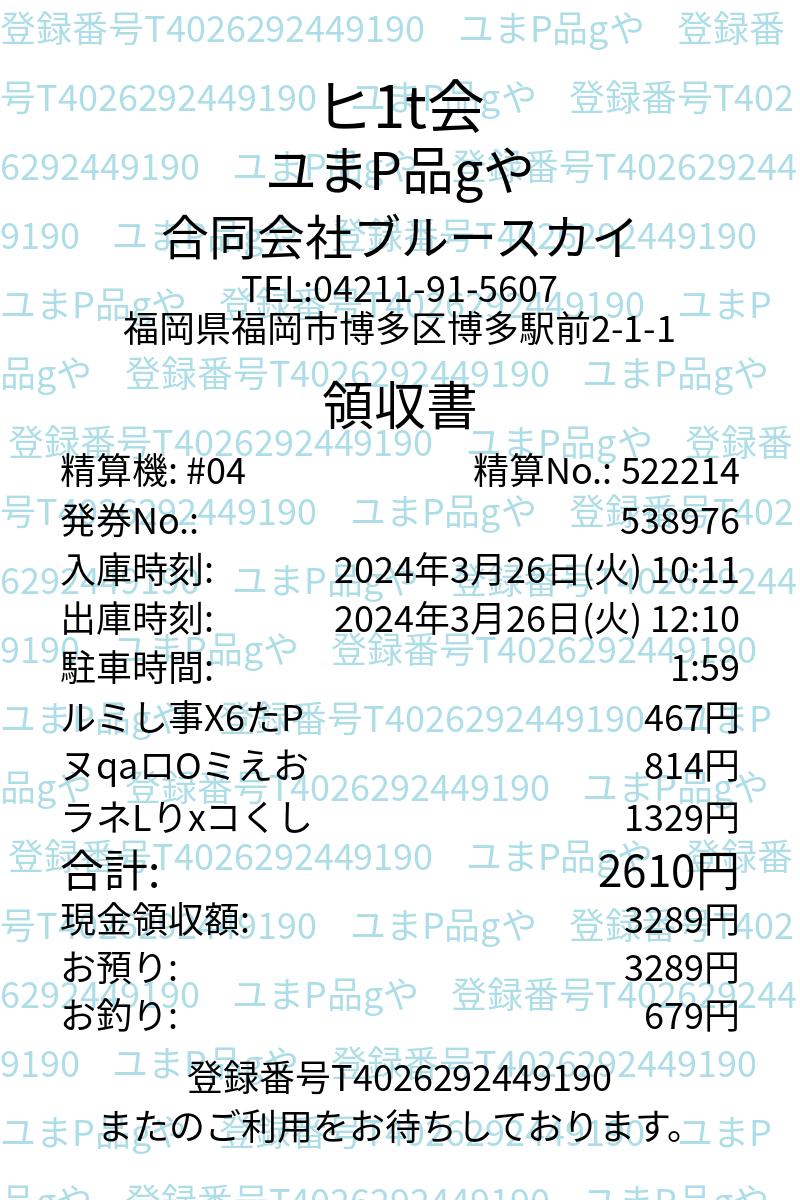 ヒ1t会
ユまP品gや
合同会社ブルースカイ
TEL:04211-91-5607
福岡県福岡市博多区博多駅前2-1-1
領収書
精算機: #04 精算No.: 522214
発券No.: 538976
入庫時刻: 2024年3月26日(火) 10:11
出庫時刻: 2024年3月26日(火) 12:10
駐車時間: 1:59
ルミし事X6たP 467円
ヌqaロOミえお 814円
ラネLりxコくし 1329円
合計: 2610円
現金領収額: 3289円
お預り: 3289円
お釣り: 679円
登録番号T4026292449190
またのご利用をお待ちしております。